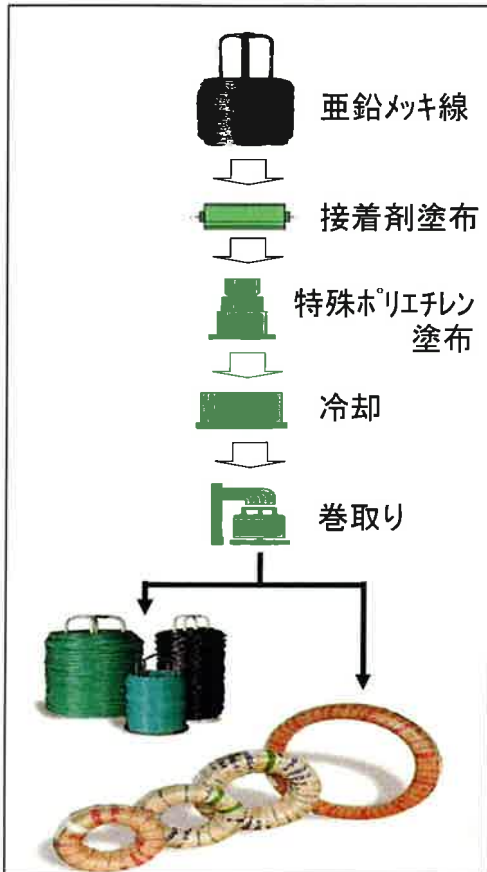 亜鉛メッキ線
接着剤塗布
特殊ポリエチレン
塗布
冷却
巻取り